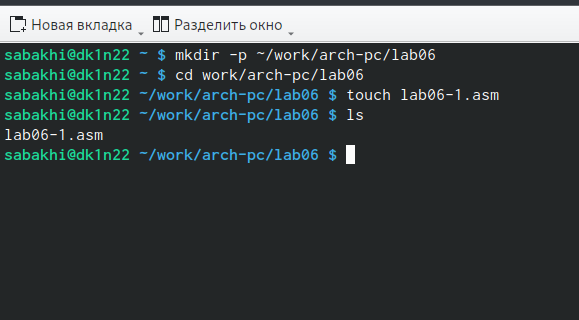 Новая вкладка Разделить окно
sabakhi@dk1n22 ~ $ mkdir -p ~/work/arch-pc/lab06
sabakhi@dk1n22 ~ $ cd work/arch-pc/lab06
sabakhi@dk1n22 ~/work/arch-pc/lab06 $ touch lab06-1.asm
sabakhi@dk1n22 ~/work/arch-pc/lab06 $ ls
lab06-1.asm
sabakhi@dk1n22 ~/work/arch-pc/lab06 $